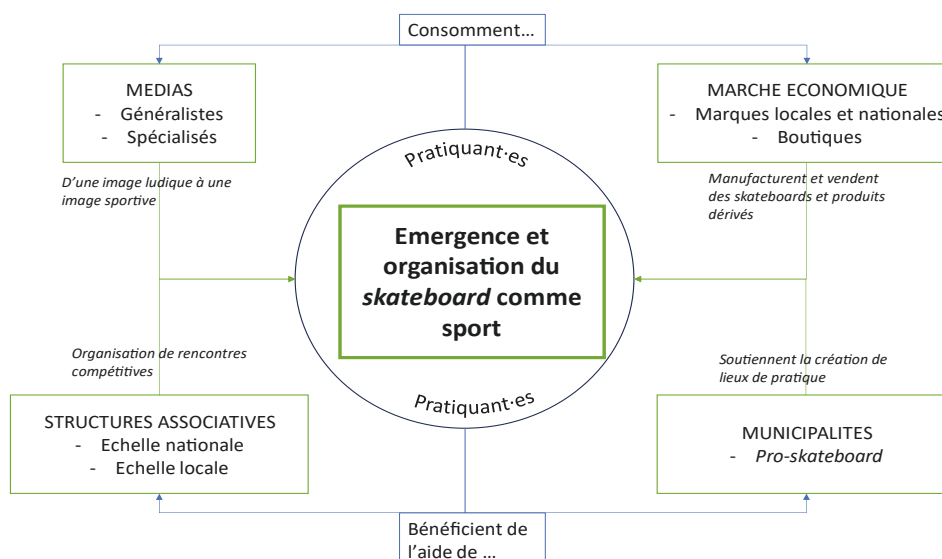 Consomment…
MEDIAS
- Généralistes
- Spécialisés
MARCHE ECONOMIQUE
- Marques locales et nationales
- Boutiques
D’une image ludique à une
image sportive
Pratiquant·es
Manufacturent et vendent
des skateboards et produits
dérivés
Emergence et
organisation du
skateboard comme
sport
Organisation de rencontres
compétitives
Soutiennent la création de
lieux de pratique
Pratiquant·es
STRUCTURES ASSOCIATIVES
- Echelle nationale
- Echelle locale
MUNICIPALITES
- Pro-skateboard
Bénéficient de
l’aide de ...